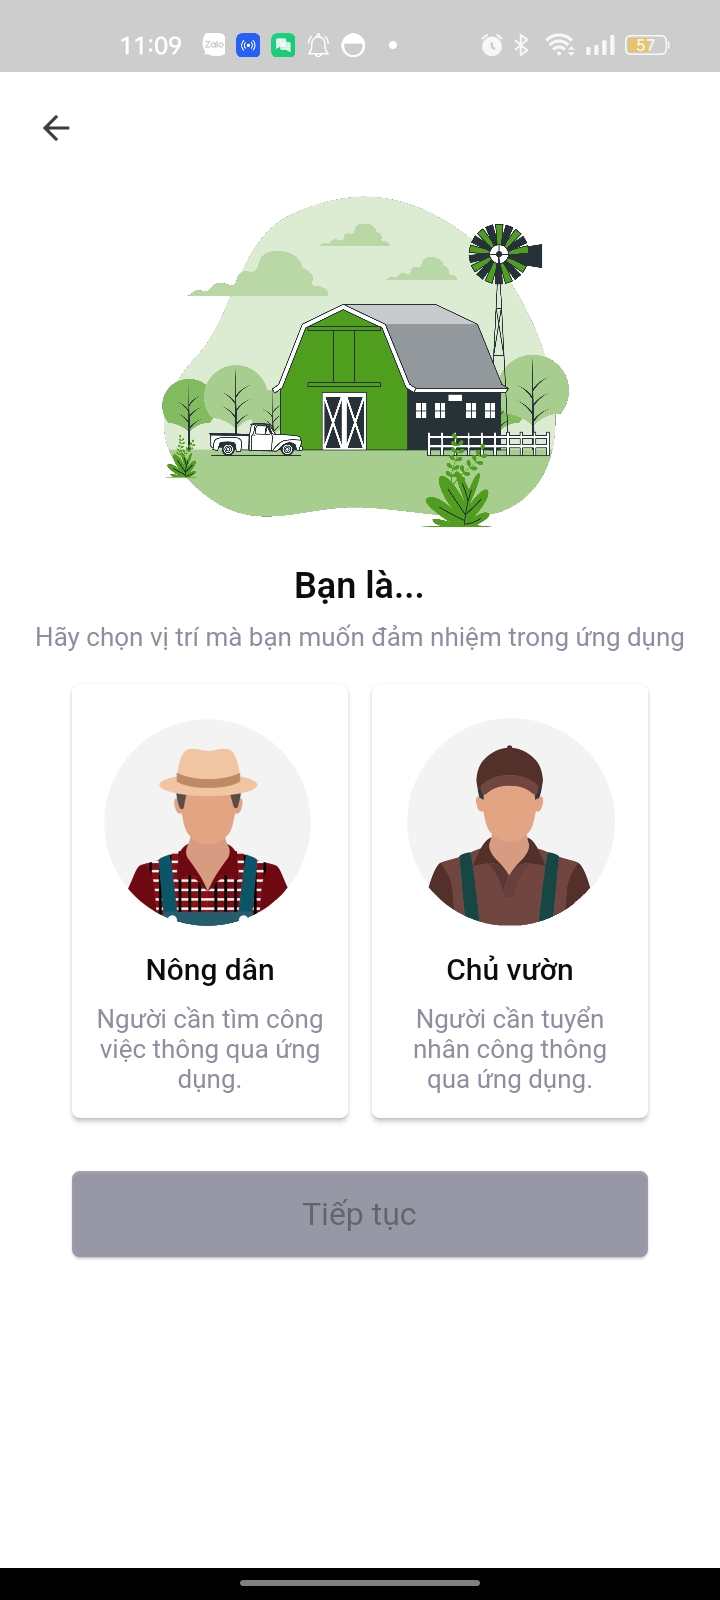 11:09
Zalo
57
Bạn là...
Hãy chọn vị trí mà bạn muốn đảm nhiệm trong ứng dụng
Nông dân
Người cần tìm công
việc thông qua ứng
dụng.
Chủ vườn
Người cần tuyển
nhân công thông
qua ứng dụng.
Tiếp tục